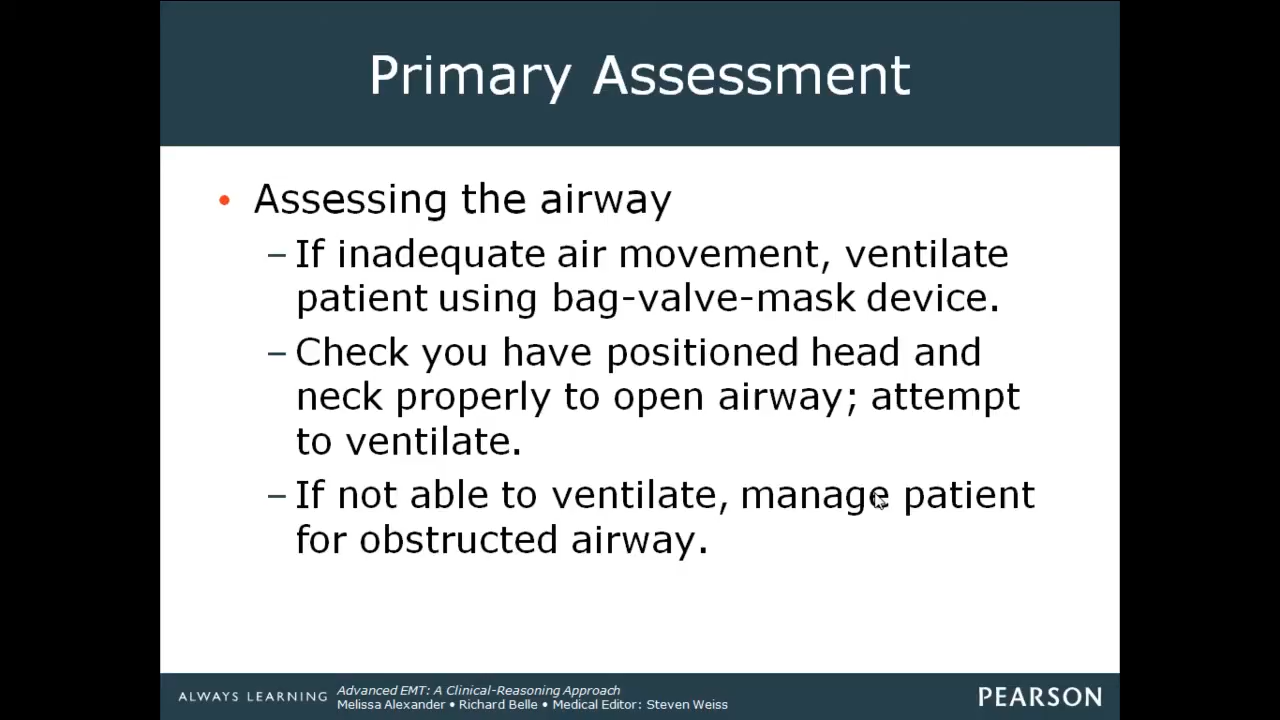 Primary Assessment
• Assessing the airway
– If inadequate air movement, ventilate
patient using bag-valve-mask device.
– Check you have positioned head and
neck properly to open airway; attempt
to ventilate.
– If not able to ventilate, manage patient
for obstructed airway.
ALWAYS LEARNING
Advanced EMT: A Clinical-Reasoning Approach
Melissa Alexander • Richard Belle • Medical Editor: Steven Weiss
PEARSON